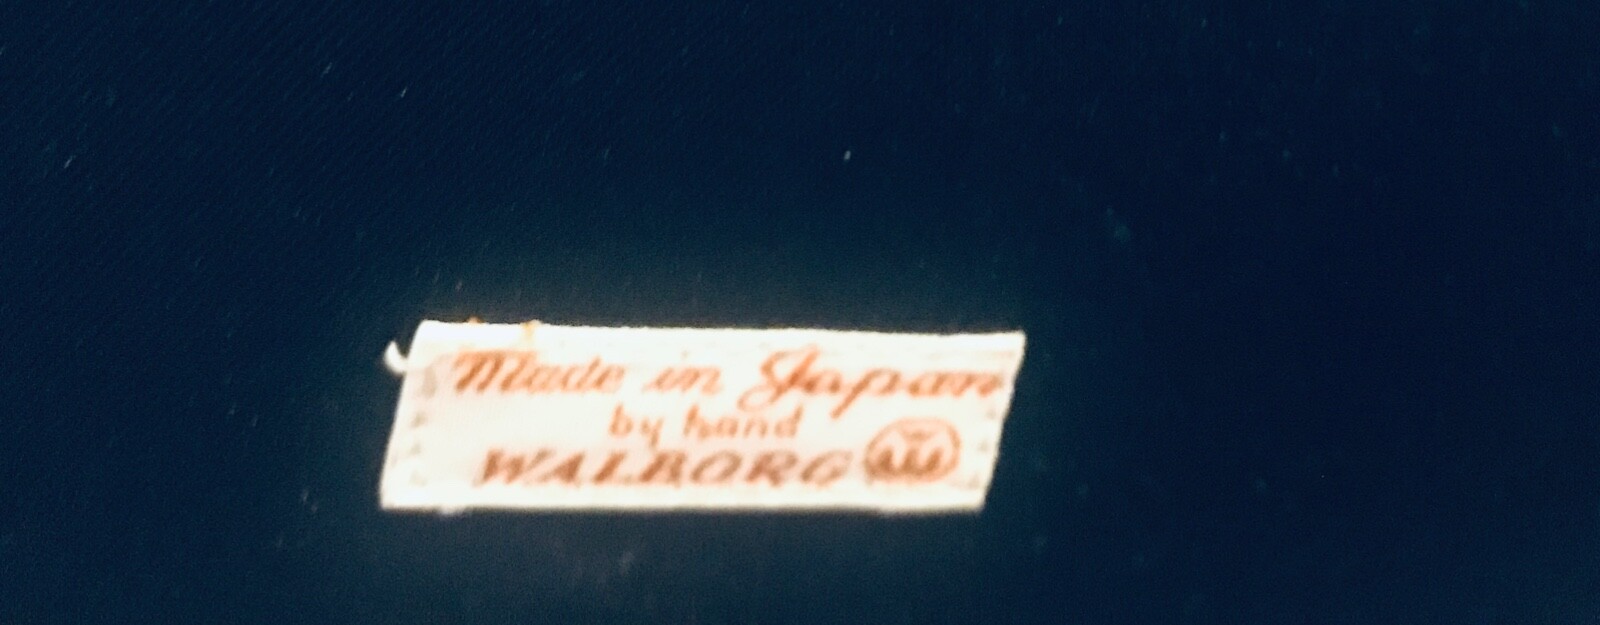 Made in Japan
by hand
WALBORG